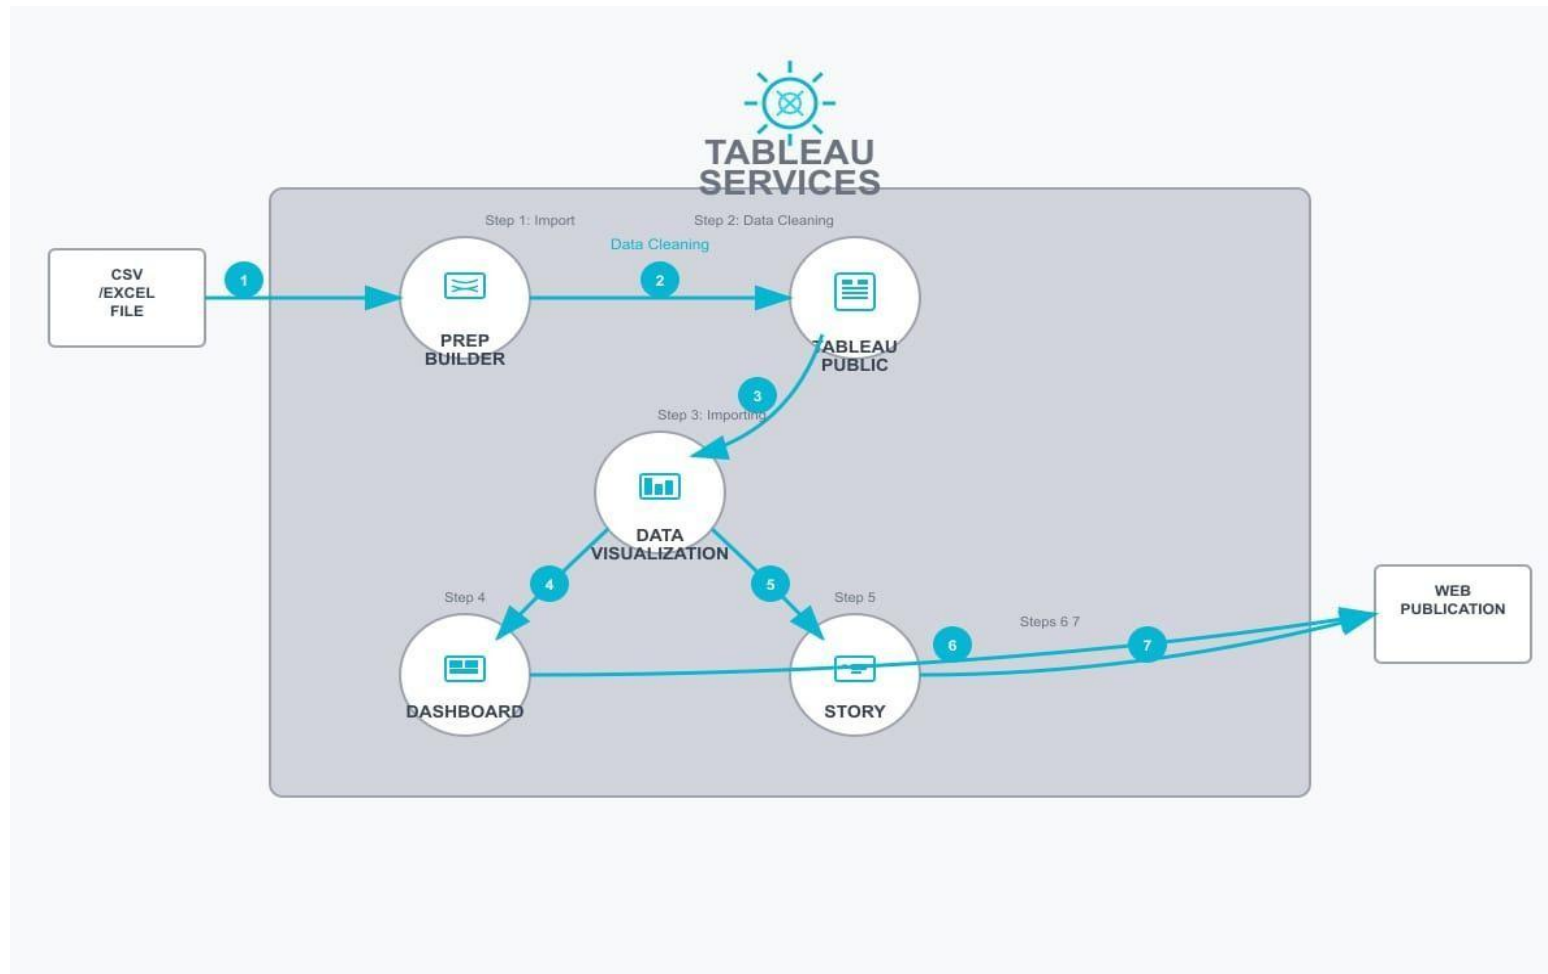 TABLEAU
SERVICES
Step 1: Import
Step 2: Data Cleaning
Data Cleaning
CSV
/EXCEL
FILE
1
2
PREP
BUILDER
TABLEAU
PUBLIC
3
Step 3: Importing
DATA
VISUALIZATION
4
5
Step 4
Step 5
WEB
PUBLICATION
Steps 6 7
6
7
DASHBOARD
STORY